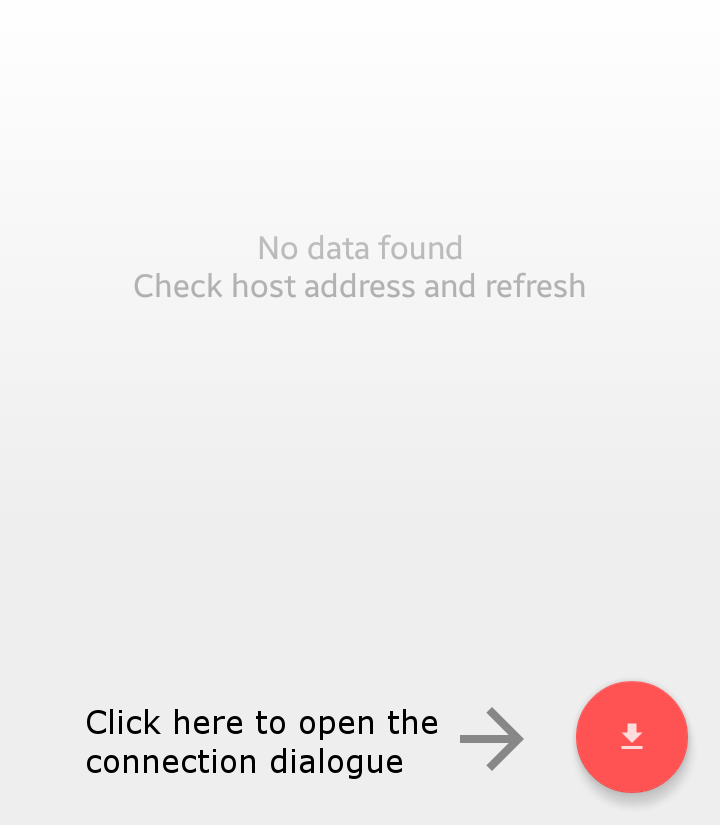 No data found
Check host address and refresh
Click here to open the
connection dialogue